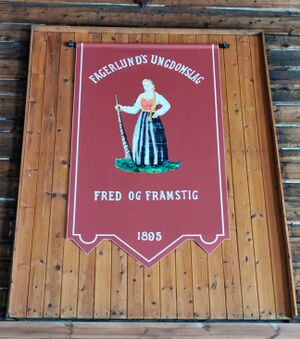 FAGERLUND'S UNGDOMSLAG
FRED OG FRAMSTIG
1895